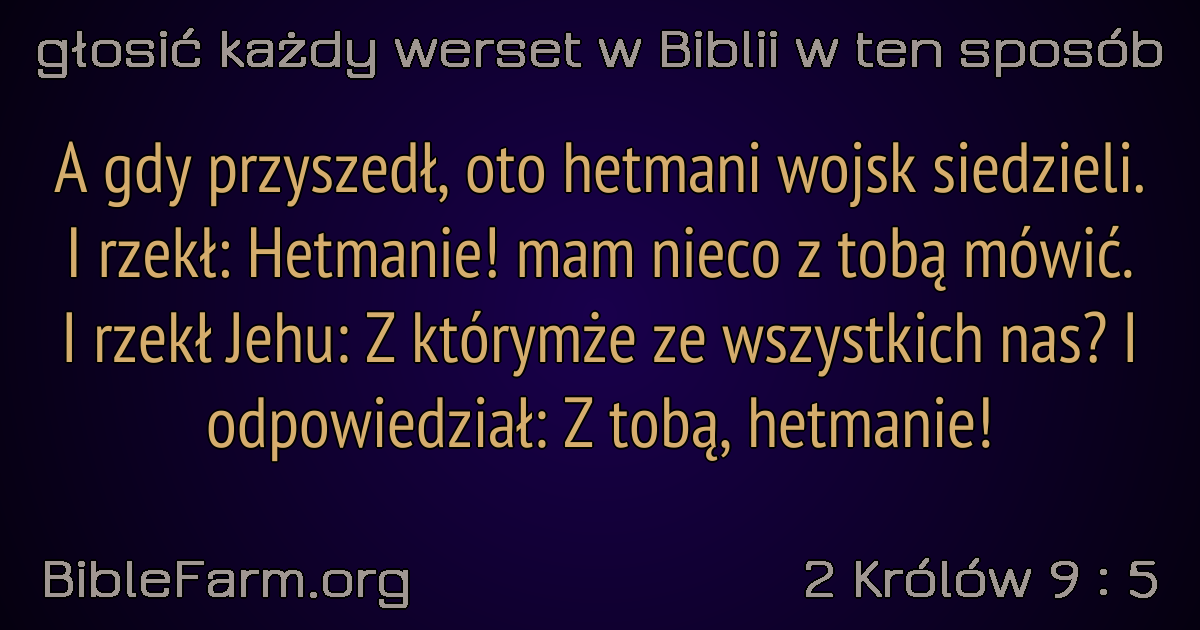 głosić każdy werset w Biblii w ten sposób
A gdy przyszedł, oto hetmani wojsk siedzieli.
I rzekł: Hetmanie! mam nieco z tobą mówić.
I rzekł Jehu: Z którymże ze wszystkich nas? I
odpowiedział: Z tobą, hetmanie!
BibleFarm.org
2 Królów 9 : 5